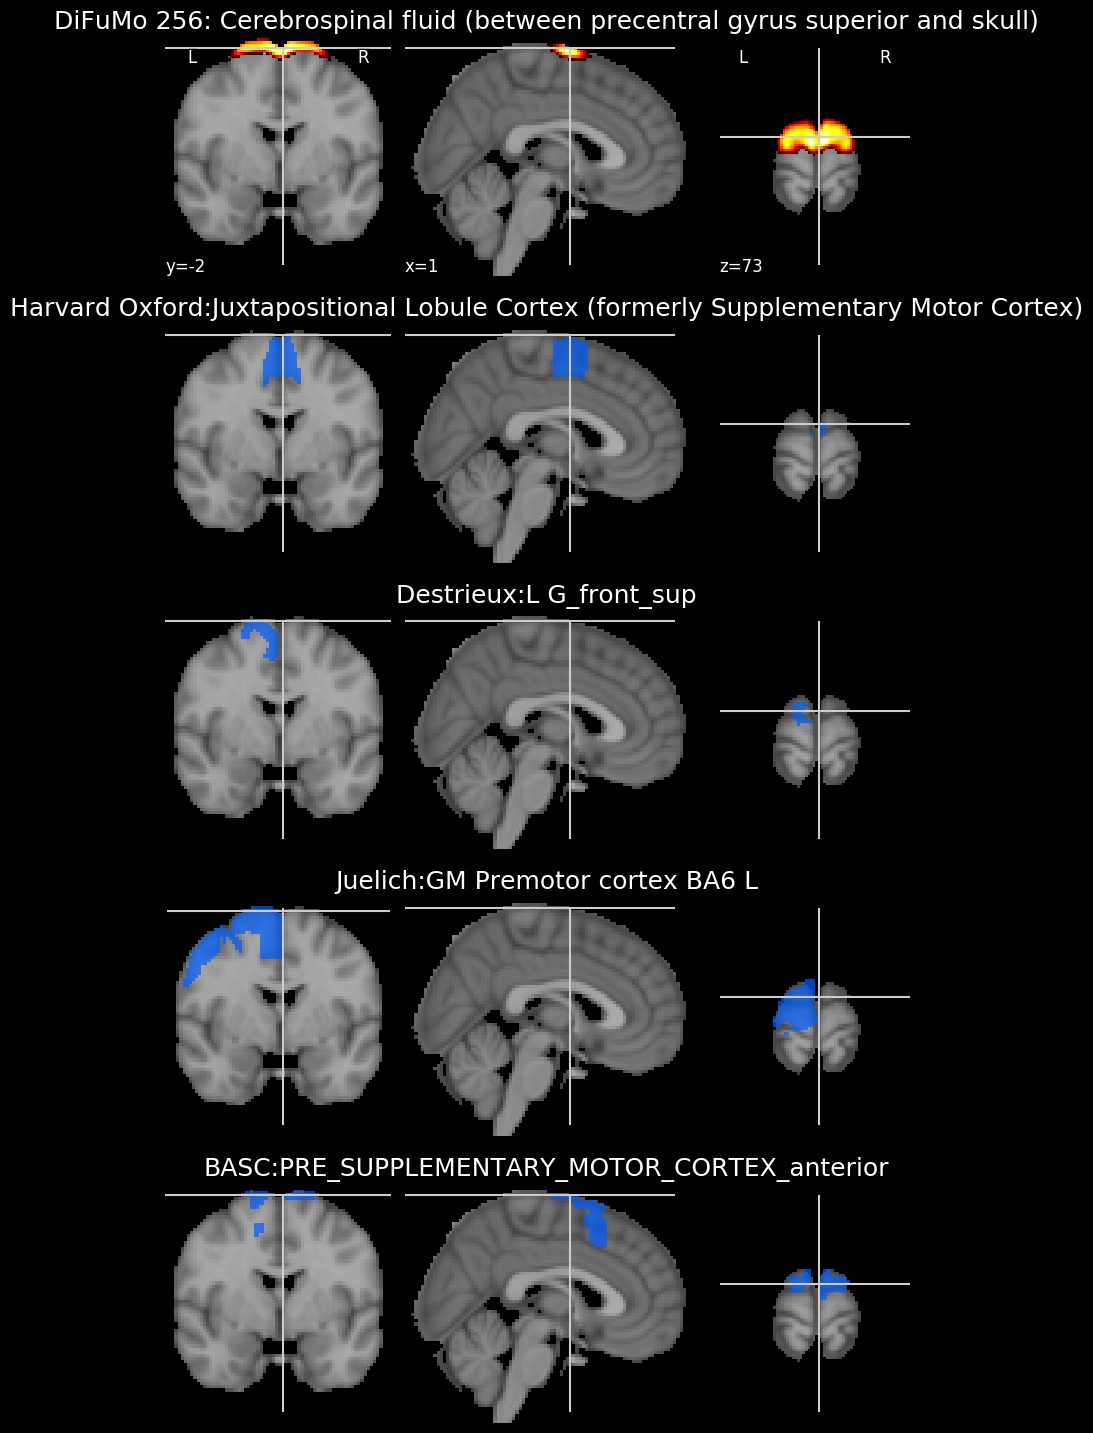 DiFuMo 256: Cerebrospinal fluid (between precentral gyrus superior and skull)
L R L R
y=-2 x=1 z=73
Harvard Oxford:Juxtapositional Lobule Cortex (formerly Supplementary Motor Cortex)
Destrieux:L G_front_sup
Juelich:GM Premotor cortex BA6 L
BASC:PRE_SUPPLEMENTARY_MOTOR_CORTEX_anterior